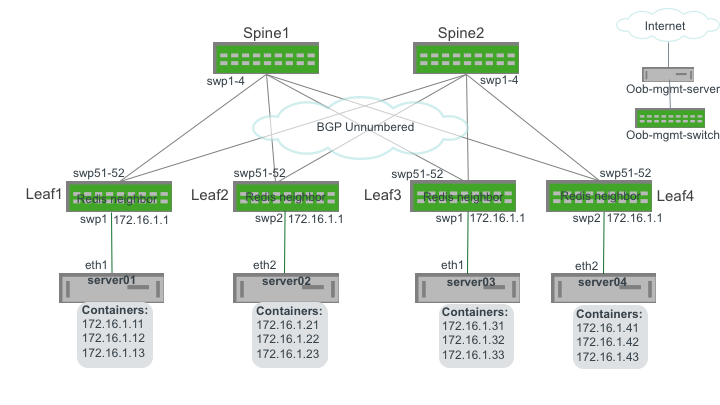 Spine1
Spine2
Internet
swp1-4
swp1-4
Oob-mgmt-server
Oob-mgmt-switch
BGP Unnumbered
swp51-52
swp51-52
swp51-52
swp51-52
Leaf1
Redis neighbor
Leaf2
Redis neighbor
Leaf3
Redis neighbor
Redis neighbor
Leaf4
swp1
172.16.1.1
swp2
172.16.1.1
swp1
172.16.1.1
swp2
172.16.1.1
eth1
eth2
eth1
eth2
server01
server02
server03
server04
Containers:
172.16.1.11
172.16.1.12
172.16.1.13
Containers:
172.16.1.21
172.16.1.22
172.16.1.23
Containers:
172.16.1.31
172.16.1.32
172.16.1.33
Containers:
172.16.1.41
172.16.1.42
172.16.1.43